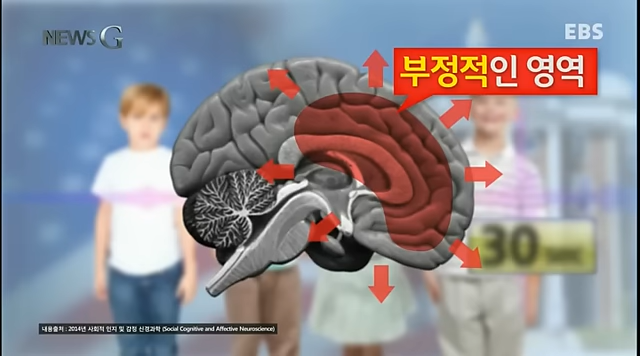 NEWS G
EBS
부정적인 영역
30 SEC
내용출처 : 2014년 사회적 인지 및 감정 신경과학 (Social Cognitive and Affective Neuroscience)